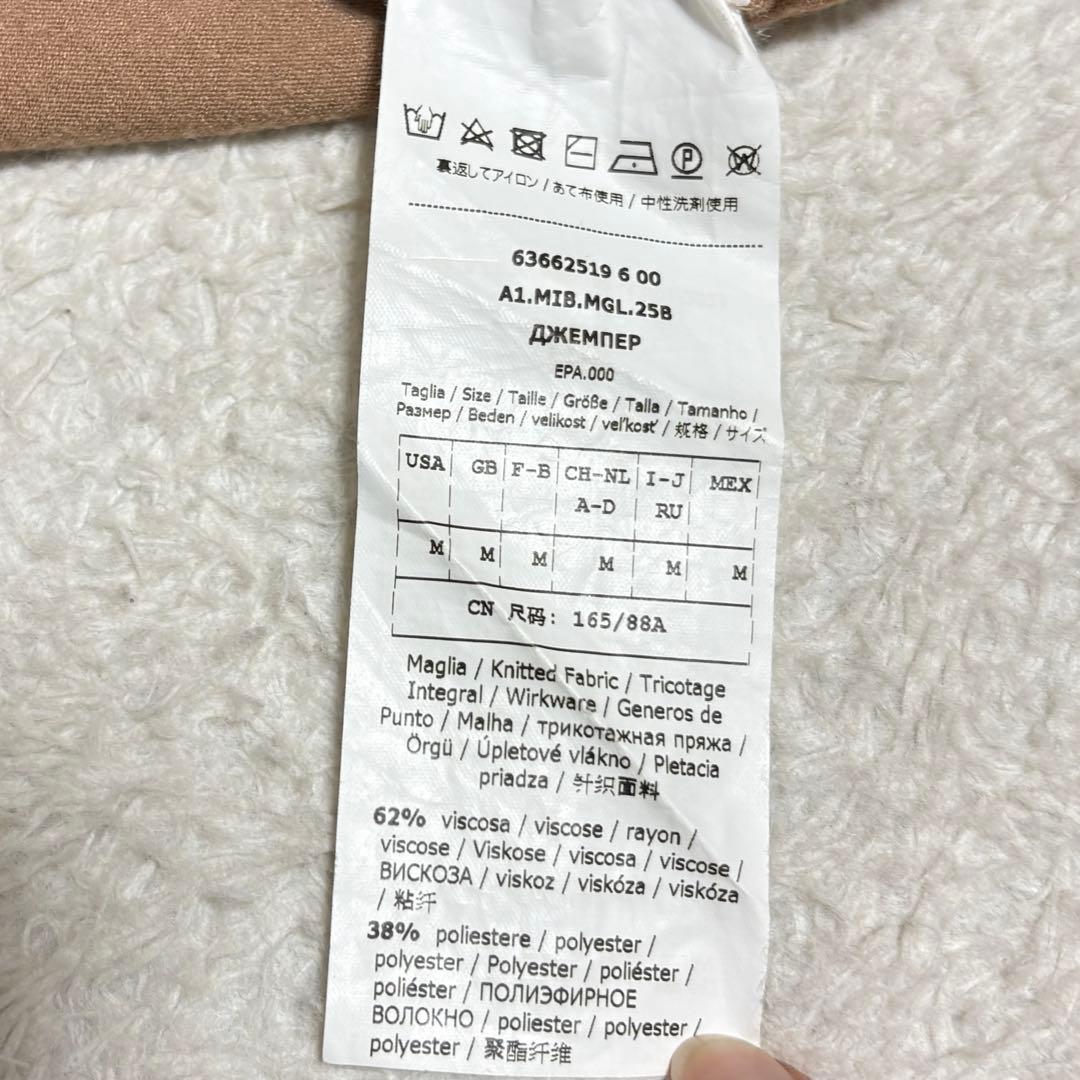 裏返してアイロン / あて布使用 / 中性洗剤使用
63662519 6 00
A1.MIB.MGL.25B
ДЖЕМПЕР
EPA.000
Taglia / Size / Taille / Größe / Talla / Tamanho /
Размер / Beden / velikost / veľkosť / 规格 / サイズ
USA GB F-B CH-NL I-J MEX
A-D RU
M M M M M M
CN 尺码: 165/88A
Maglia / Knitted Fabric / Tricotage
Integral / Wirkware / Generos de
Punto / Malha / трикотажная пряжа /
Örgü / Úpletové vlákno / Pletacia
priadza / 针织面料
62% viscosa / viscose / rayon /
viscose / Viskose / viscosa / viscose /
ВИСКОЗА / viskoz / viskóza / viskóza
/ 粘纤
38% poliestere / polyester /
polyester / Polyester / poliéster /
poliéster / ПОЛИЭФИРНОЕ
ВОЛОКНО / poliester / polyester /
polyester / 聚酯纤维